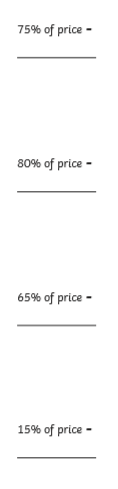 75% of price -
80% of price -
65% of price -
15% of price -